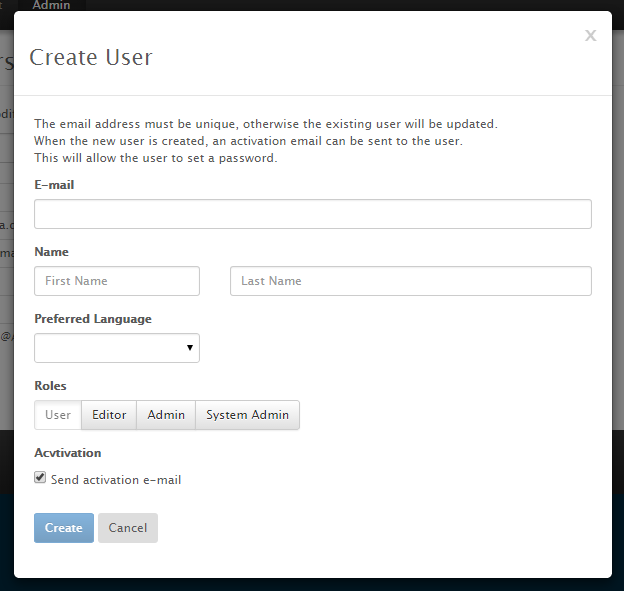 Admin
x
Create User
The email address must be unique, otherwise the existing user will be updated.
When the new user is created, an activation email can be sent to the user.
This will allow the user to set a password.
E-mail
Name
First Name Last Name
Preferred Language
Roles
User Editor Admin System Admin
Acvtivation
Send activation e-mail
Create Cancel